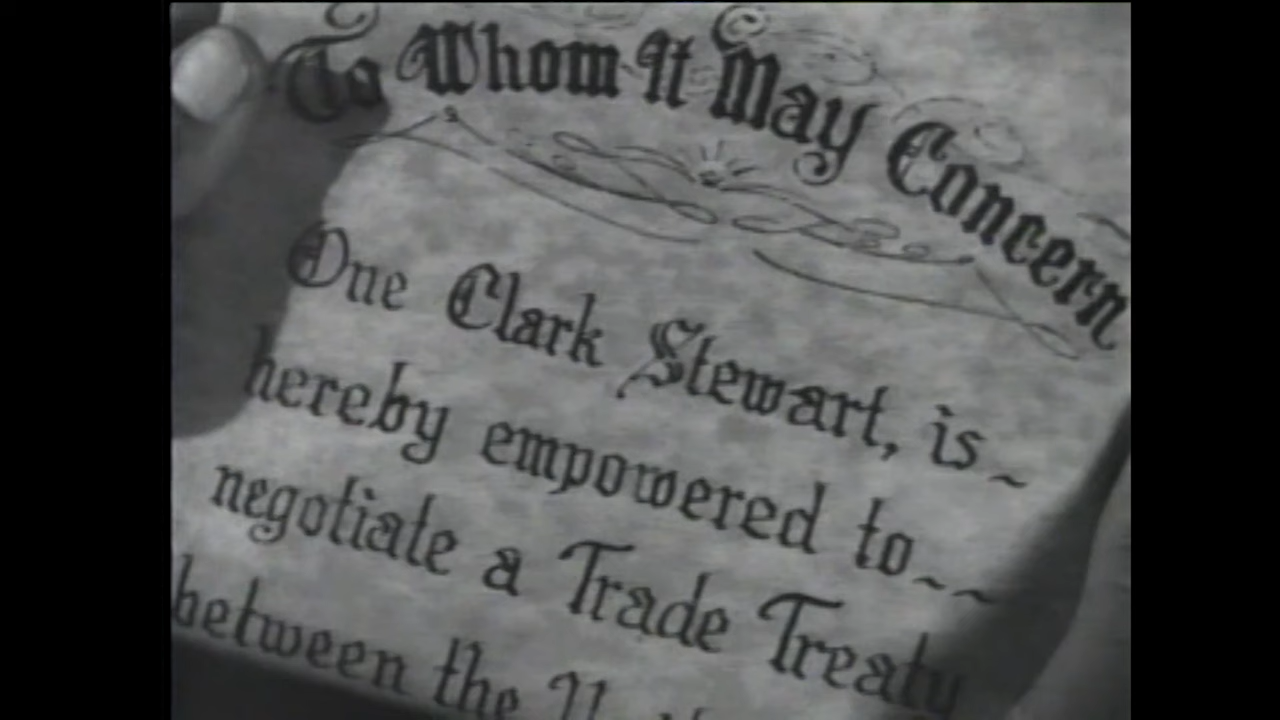 To Whom It May Concern
One Clark Stewart, is~
hereby empowered to~~
negotiate a Trade Treaty
between the